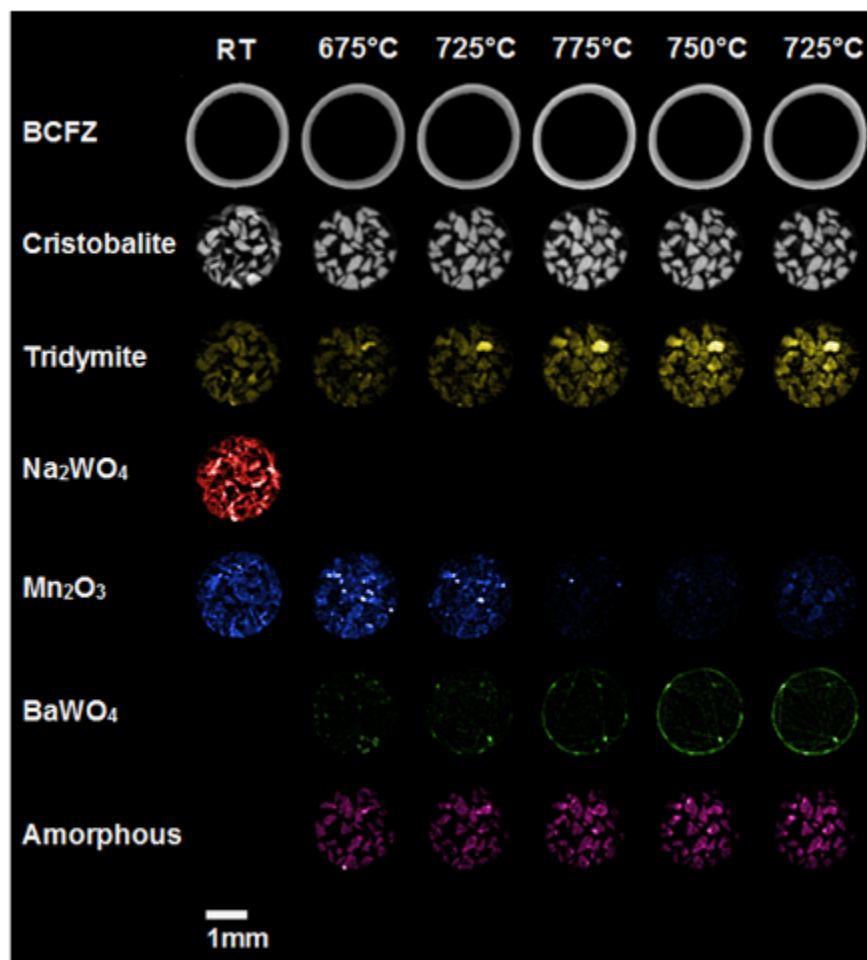 RT 675°C 725°C 775°C 750°C 725°C
BCFZ
Cristobalite
Tridymite
Na₂WO₄
Mn₂O₃
BaWO₄
Amorphous
1mm